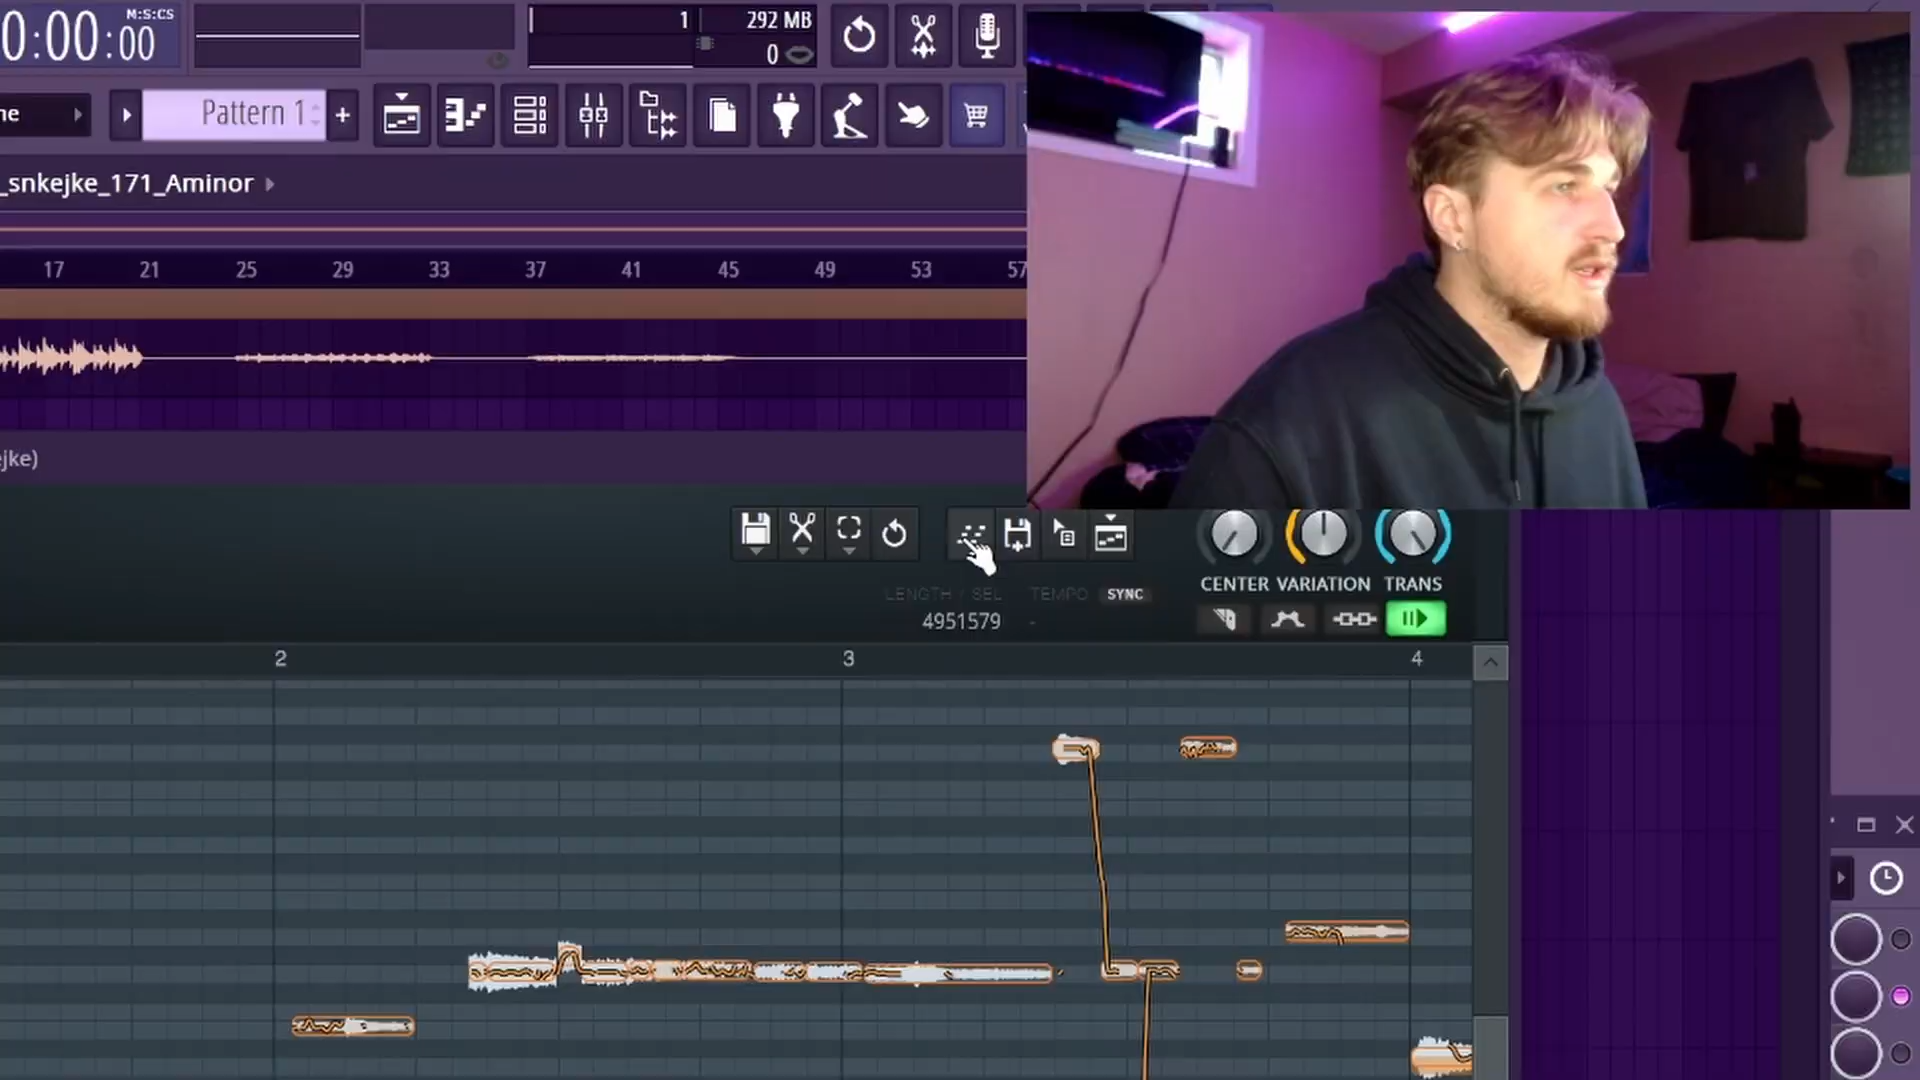 0:00:00
M:S:CS
1
292 MB
0
ne
Pattern 1
+
_snkejke_171_Aminor
17 21 25 29 33 37 41 45 49 53 57
ejke)
CENTER VARIATION TRANS
LENGTH / SEL TEMPO SYNC
4951579 -
2 3 4